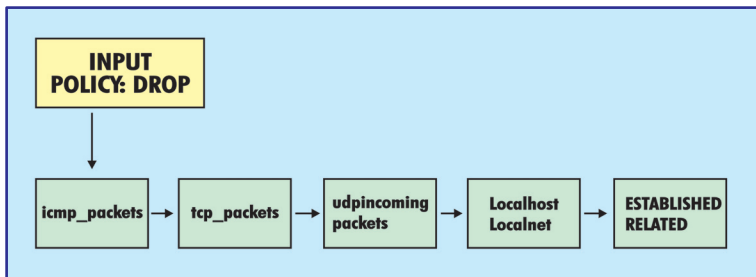 INPUT
POLICY: DROP
icmp_packets
tcp_packets
udpincoming
packets
Localhost
Localnet
ESTABLISHED
RELATED